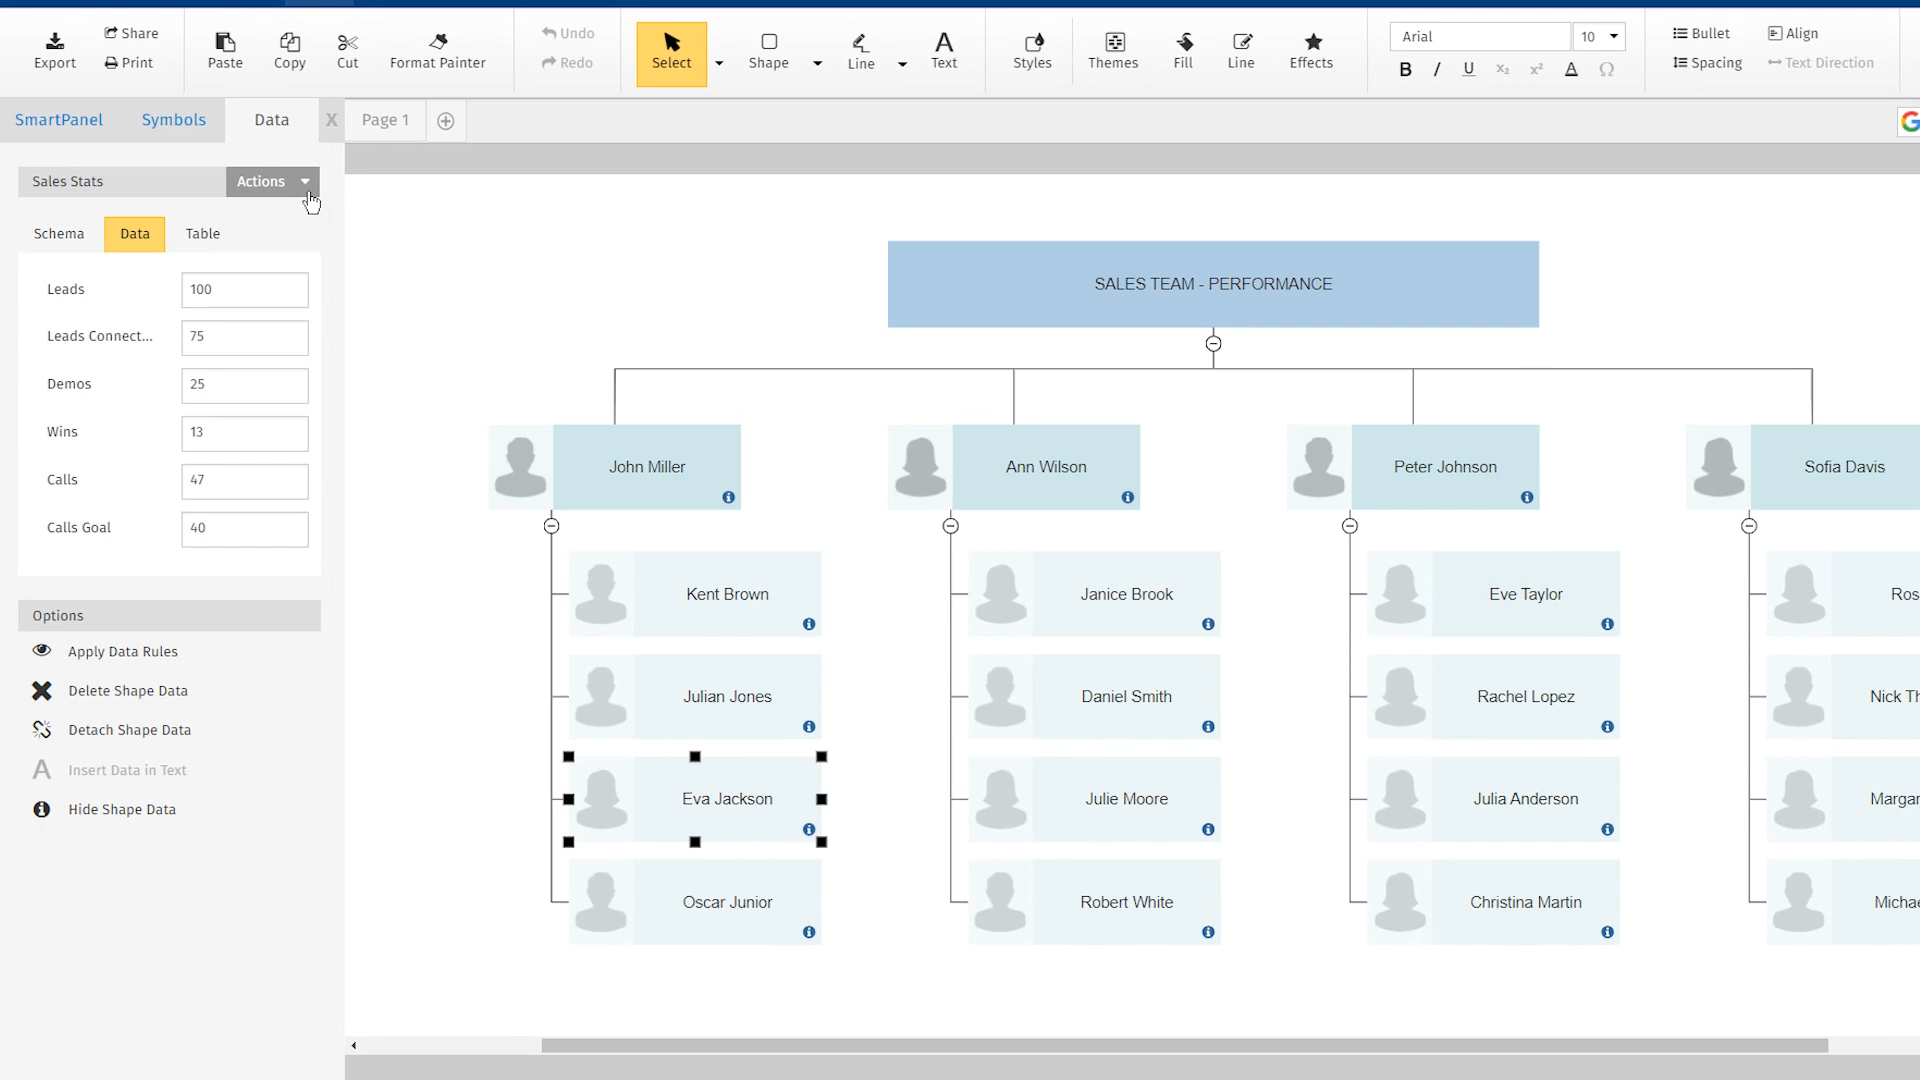 Export
Share
Print
Paste
Copy
Cut
Format Painter
Undo
Redo
Select
Shape
Line
Text
Styles
Themes
Fill
Line
Effects
Arial
10
B I U x₂ x² A Ω
Bullet
Align
Spacing
Text Direction
SmartPanel
Symbols
Data
X
Page 1
Sales Stats
Actions
Schema
Data
Table
Leads 100
Leads Connect... 75
Demos 25
Wins 13
Calls 47
Calls Goal 40
Options
Apply Data Rules
Delete Shape Data
Detach Shape Data
A Insert Data in Text
Hide Shape Data
SALES TEAM - PERFORMANCE
John Miller
Ann Wilson
Peter Johnson
Sofia Davis
Kent Brown
Janice Brook
Eve Taylor
Ros
Julian Jones
Daniel Smith
Rachel Lopez
Nick Th
Eva Jackson
Julie Moore
Julia Anderson
Margar
Oscar Junior
Robert White
Christina Martin
Michae